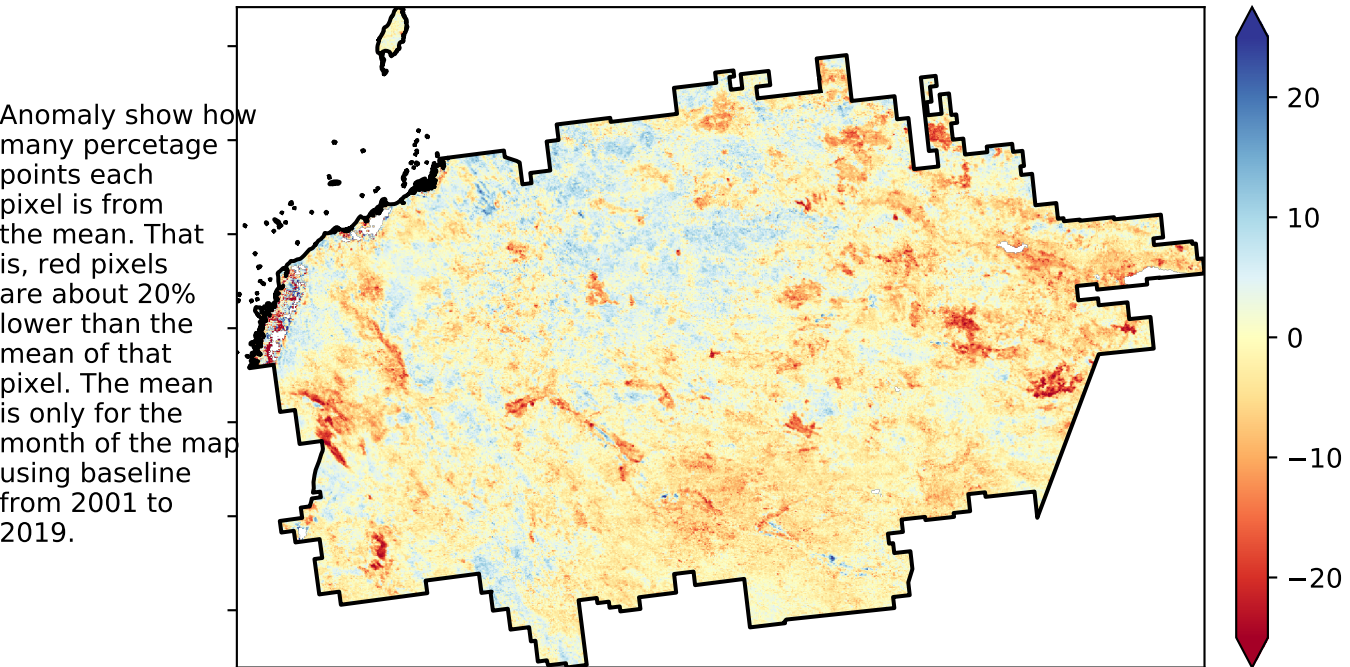 Anomaly show how
many percetage
points each
pixel is from
the mean. That
is, red pixels
are about 20%
lower than the
mean of that
pixel. The mean
is only for the
month of the map
using baseline
from 2001 to
2019.
20
10
0
−10
−20